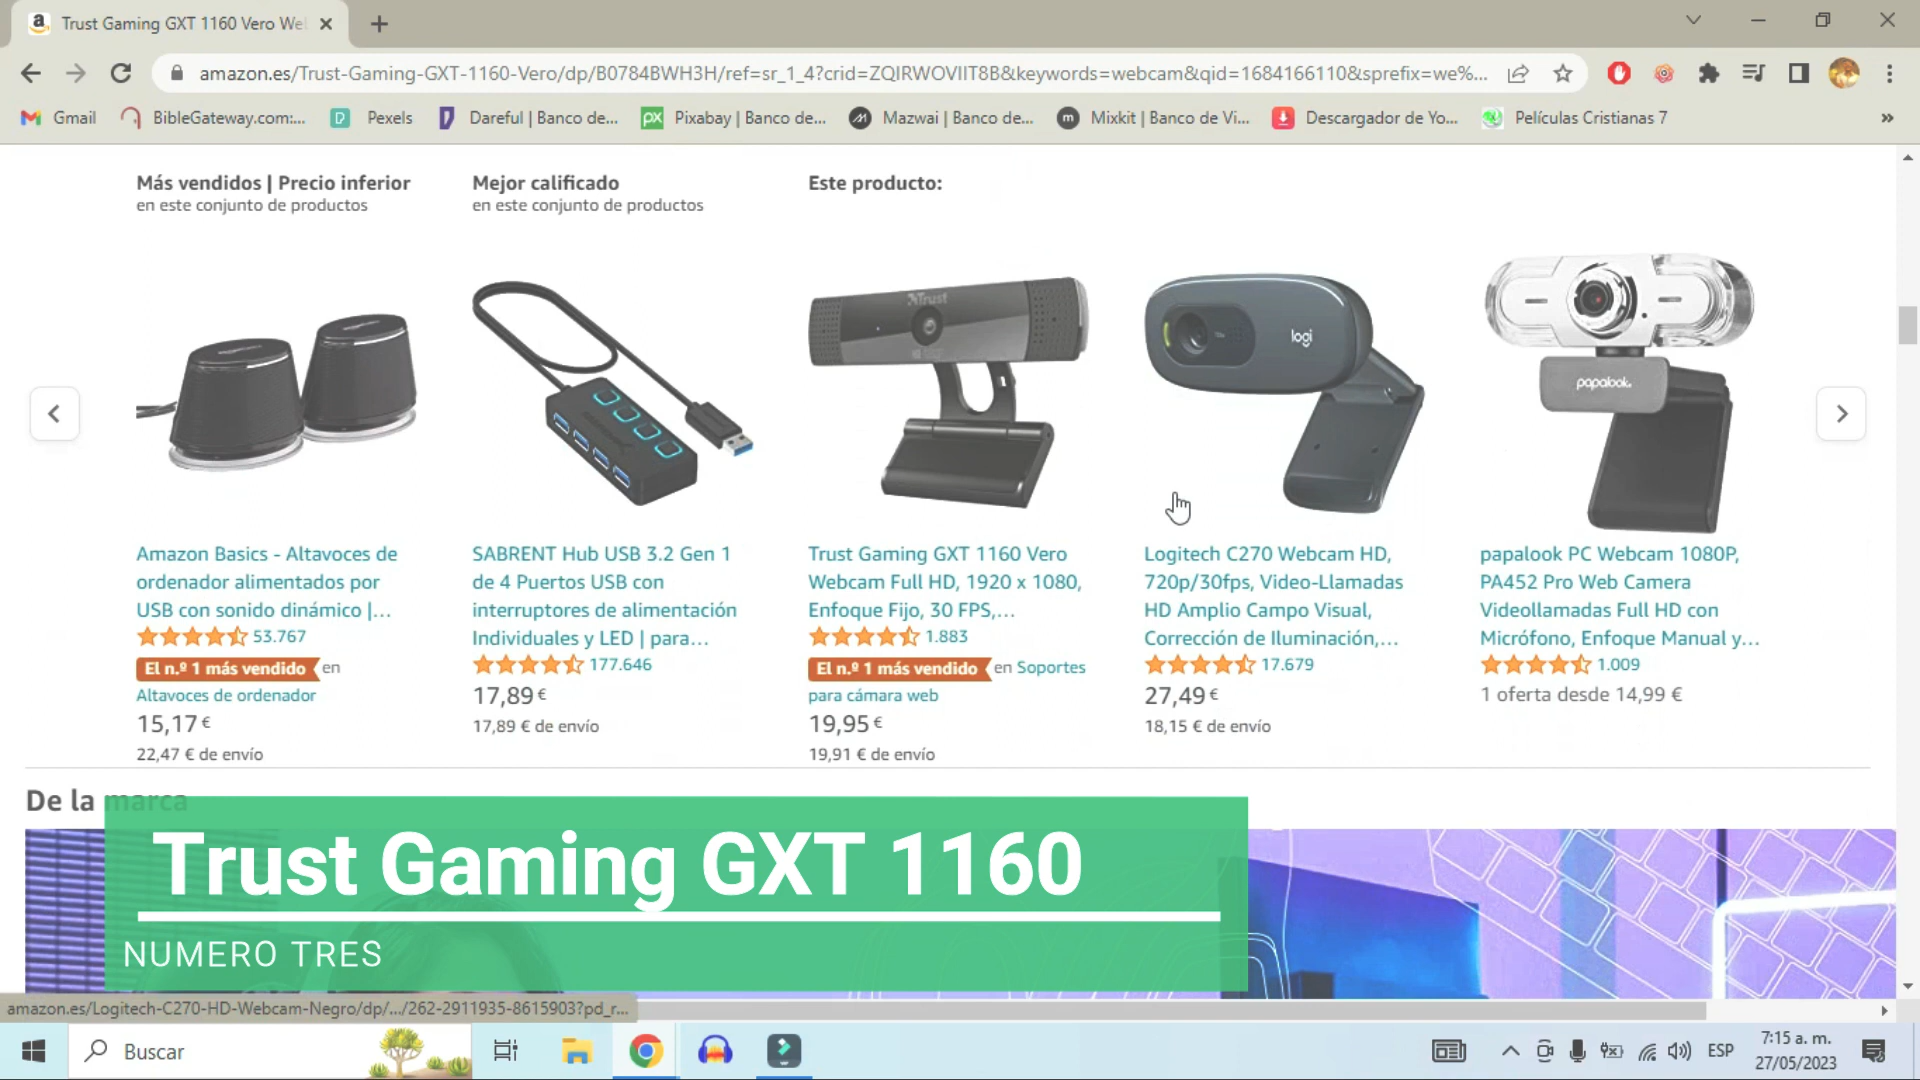 Trust Gaming GXT 1160 Vero We
amazon.es/Trust-Gaming-GXT-1160-Vero/dp/B0784BWH3H/ref=sr_1_4?crid=ZQIRWOVIIT8B&keywords=webcam&qid=1684166110&sprefix=we%...
Gmail
BibleGateway.com:...
Pexels
Dareful | Banco de...
Pixabay | Banco de...
Mazwai | Banco de...
Mixkit | Banco de Vi...
Descargador de Yo...
Películas Cristianas 7
»
Más vendidos | Precio inferior
en este conjunto de productos
Mejor calificado
en este conjunto de productos
Este producto:
Trust
logi
papalook
Amazon Basics - Altavoces de
ordenador alimentados por
USB con sonido dinámico |...
53.767
El n.º 1 más vendido en
Altavoces de ordenador
15,17 €
22,47 € de envío
SABRENT Hub USB 3.2 Gen 1
de 4 Puertos USB con
interruptores de alimentación
Individuales y LED | para...
177.646
17,89 €
17,89 € de envío
Trust Gaming GXT 1160 Vero
Webcam Full HD, 1920 x 1080,
Enfoque Fijo, 30 FPS,...
1.883
El n.º 1 más vendido en Soportes
para cámara web
19,95 €
19,91 € de envío
Logitech C270 Webcam HD,
720p/30fps, Video-Llamadas
HD Amplio Campo Visual,
Corrección de Iluminación,...
17.679
27,49 €
18,15 € de envío
papalook PC Webcam 1080P,
PA452 Pro Web Camera
Videollamadas Full HD con
Micrófono, Enfoque Manual y...
1.009
1 oferta desde 14,99 €
De la marca
Trust Gaming GXT 1160
NUMERO TRES
amazon.es/Logitech-C270-HD-Webcam-Negro/dp/.../262-2911935-8615903?pd_r...
Buscar
ESP
7:15 a. m.
27/05/2023